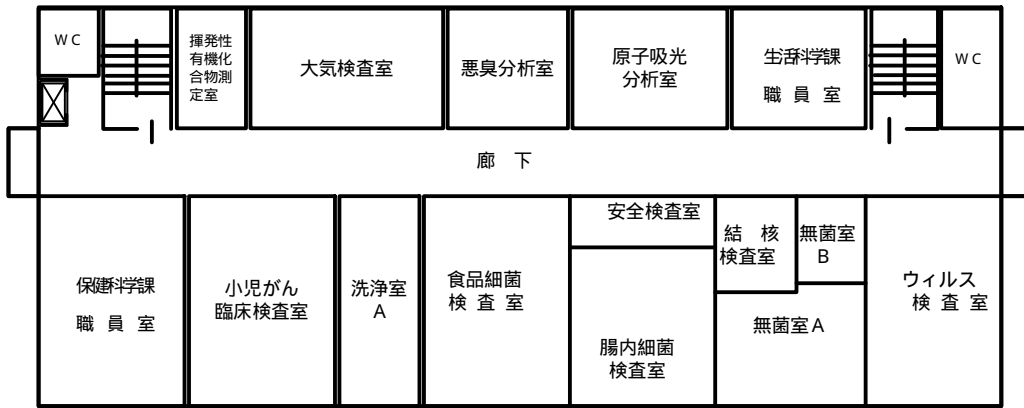 WC
揮発性
有機化
合物測
定室
大気検査室
悪臭分析室
原子吸光
分析室
生活科学課
職 員 室
WC
廊 下
保健科学課
職 員 室
小児がん
臨床検査室
洗浄室
A
食品細菌
検 査 室
安全検査室
腸内細菌
検査室
結 核
検査室
無菌室
B
無菌室A
ウィルス
検 査 室